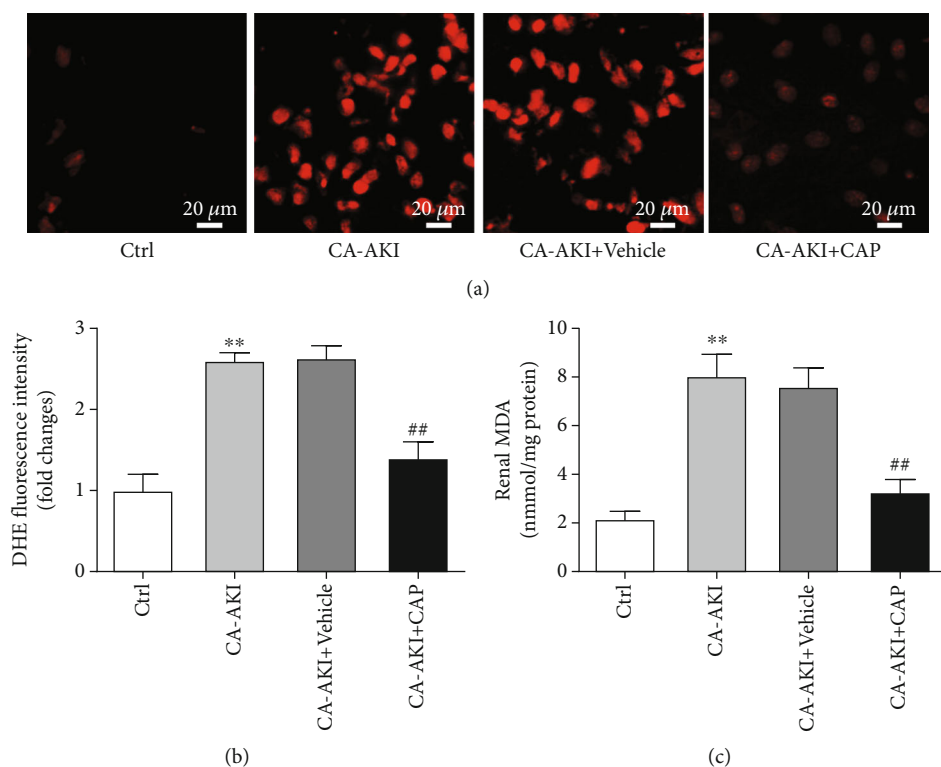 20 μm
20 μm
20 μm
20 μm
Ctrl
CA-AKI
CA-AKI+Vehicle
CA-AKI+CAP
(a)
DHE fluorescence intensity
(fold changes)
3
2
1
0
**
##
Ctrl
CA-AKI
CA-AKI+Vehicle
CA-AKI+CAP
(b)
Renal MDA
(nmmol/mg protein)
10
8
6
4
2
0
**
##
Ctrl
CA-AKI
CA-AKI+Vehicle
CA-AKI+CAP
(c)